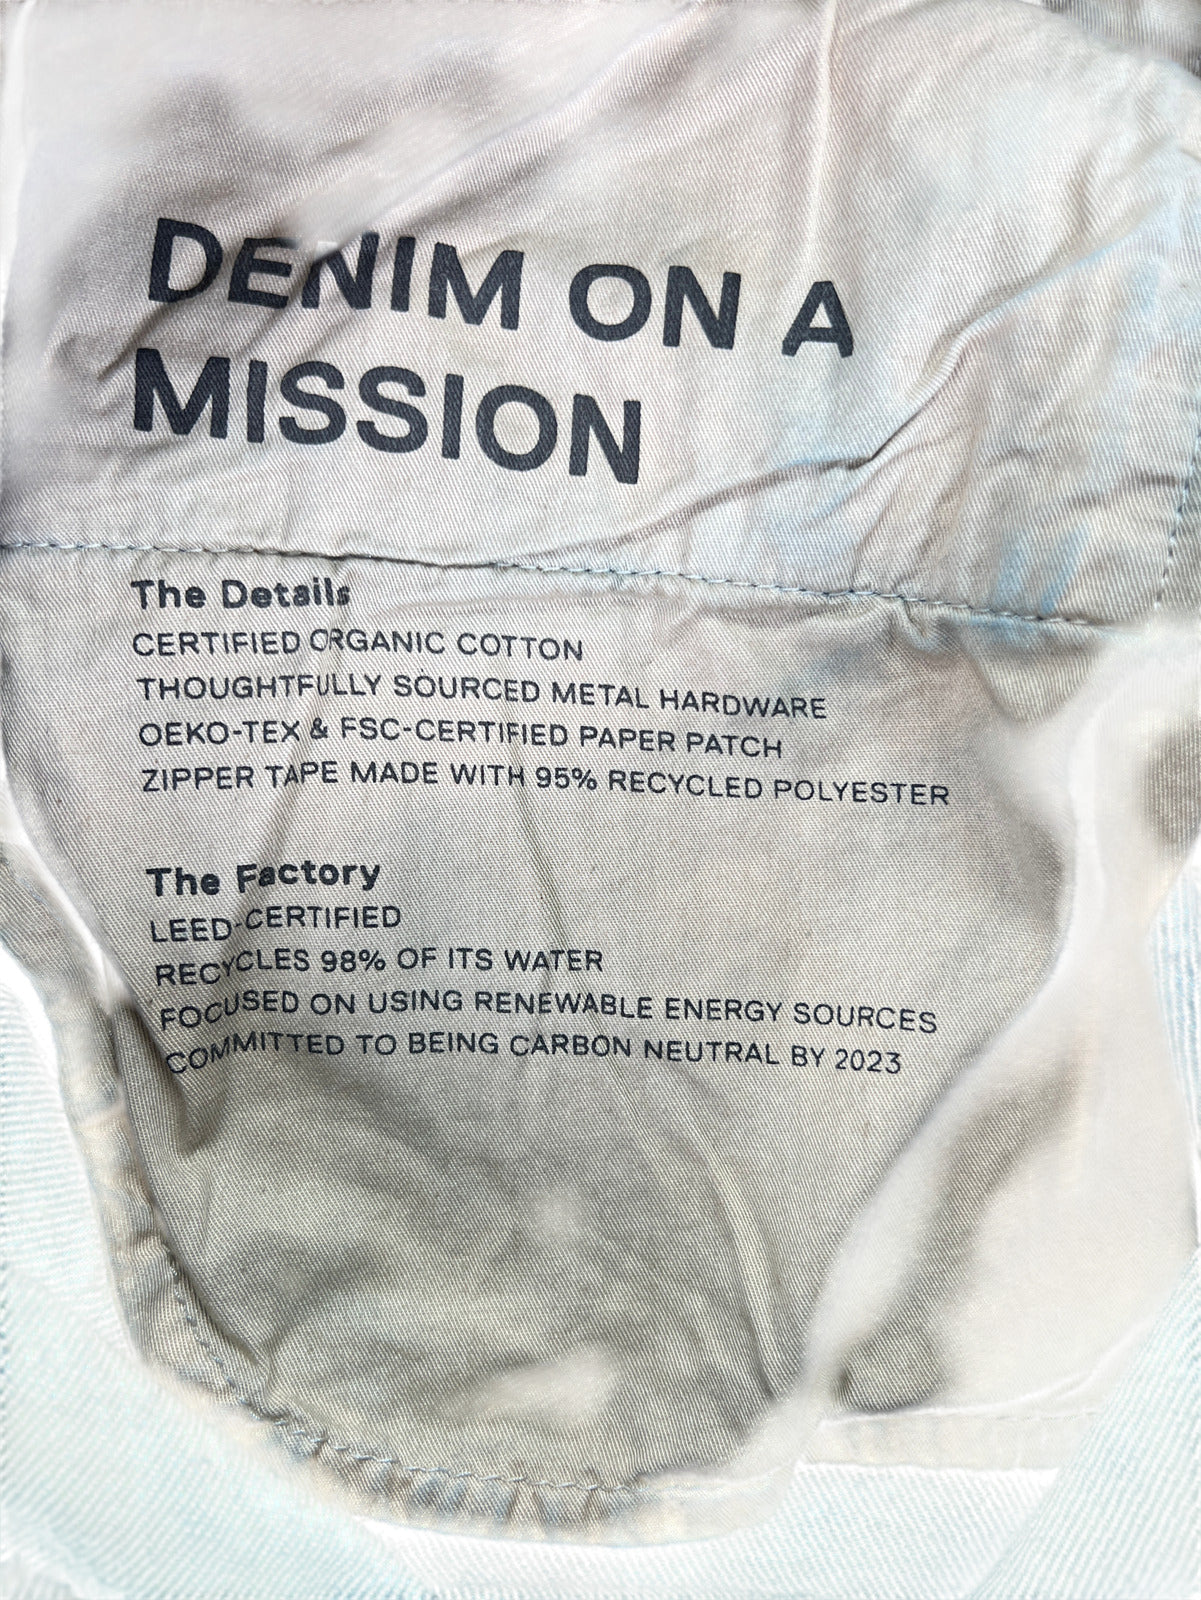 DENIM ON A
MISSION
The Details
CERTIFIED ORGANIC COTTON
THOUGHTFULLY SOURCED METAL HARDWARE
OEKO-TEX & FSC-CERTIFIED PAPER PATCH
ZIPPER TAPE MADE WITH 95% RECYCLED POLYESTER
The Factory
LEED-CERTIFIED
RECYCLES 98% OF ITS WATER
FOCUSED ON USING RENEWABLE ENERGY SOURCES
COMMITTED TO BEING CARBON NEUTRAL BY 2023